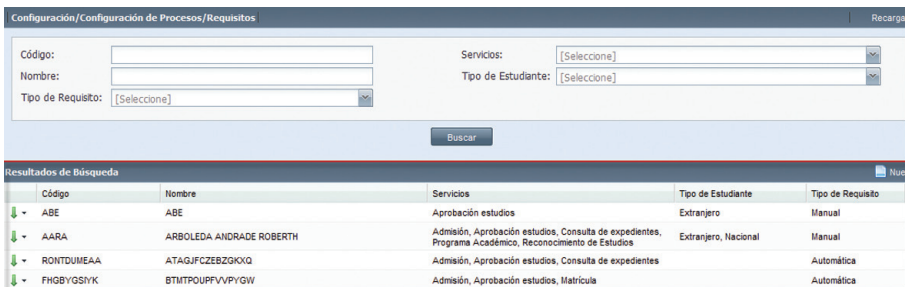 Configuración/Configuración de Procesos/Requisitos Recarga
Código: Servicios: [Seleccione]
Nombre: Tipo de Estudiante: [Seleccione]
Tipo de Requisito: [Seleccione]
Buscar
Resultados de Búsqueda Nue
Código Nombre Servicios Tipo de Estudiante Tipo de Requisito
ABE ABE Aprobación estudios Extranjero Manual
AARA ARBOLEDA ANDRADE ROBERTH Admisión, Aprobación estudios, Consulta de expedientes, Extranjero, Nacional Manual
Programa Académico, Reconocimiento de Estudios
RONTDUMEAA ATAGJFCZEBZGKXQ Admisión, Aprobación estudios, Consulta de expedientes Automática
FHGBYGSIYK BTMTPOUPFVVPYGW Admisión, Aprobación estudios, Matrícula Automática